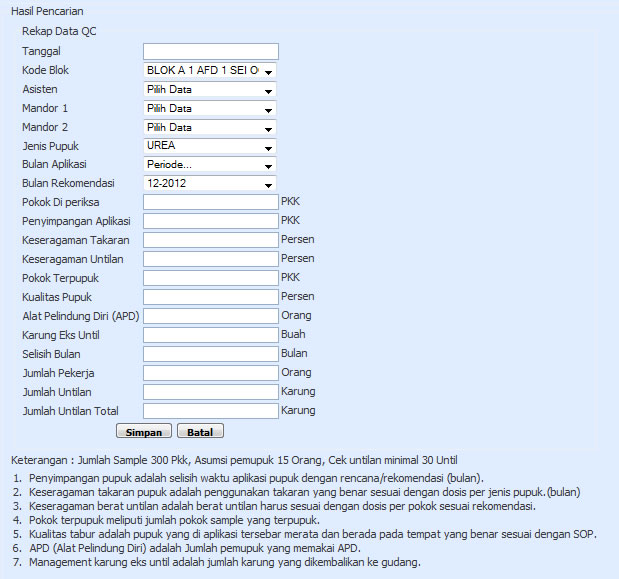 Hasil Pencarian
Rekap Data QC
Tanggal
Kode Blok BLOK A 1 AFD 1 SEI
Asisten Pilih Data
Mandor 1 Pilih Data
Mandor 2 Pilih Data
Jenis Pupuk UREA
Bulan Aplikasi Periode...
Bulan Rekomendasi 12-2012
Pokok Di periksa PKK
Penyimpangan Aplikasi PKK
Keseragaman Takaran Persen
Keseragaman Untilan Persen
Pokok Terpupuk PKK
Kualitas Pupuk Persen
Alat Pelindung Diri (APD) Orang
Karung Eks Until Buah
Selisih Bulan Bulan
Jumlah Pekerja Orang
Jumlah Untilan Karung
Jumlah Untilan Total Karung
Simpan Batal
Keterangan : Jumlah Sample 300 Pkk, Asumsi pemupuk 15 Orang, Cek untilan minimal 30 Until
1. Penyimpangan pupuk adalah selisih waktu aplikasi pupuk dengan rencana/rekomendasi (bulan).
2. Keseragaman takaran pupuk adalah penggunakan takaran yang benar sesuai dengan dosis per jenis pupuk.(bulan)
3. Keseragaman berat untilan adalah berat untilan harus sesuai dengan dosis per pokok sesuai rekomendasi.
4. Pokok terpupuk meliputi jumlah pokok sample yang terpupuk.
5. Kualitas tabur adalah pupuk yang di aplikasi tersebar merata dan berada pada tempat yang benar sesuai dengan SOP.
6. APD (Alat Pelindung Diri) adalah Jumlah pemupuk yang memakai APD.
7. Management karung eks until adalah jumlah karung yang dikembalikan ke gudang.